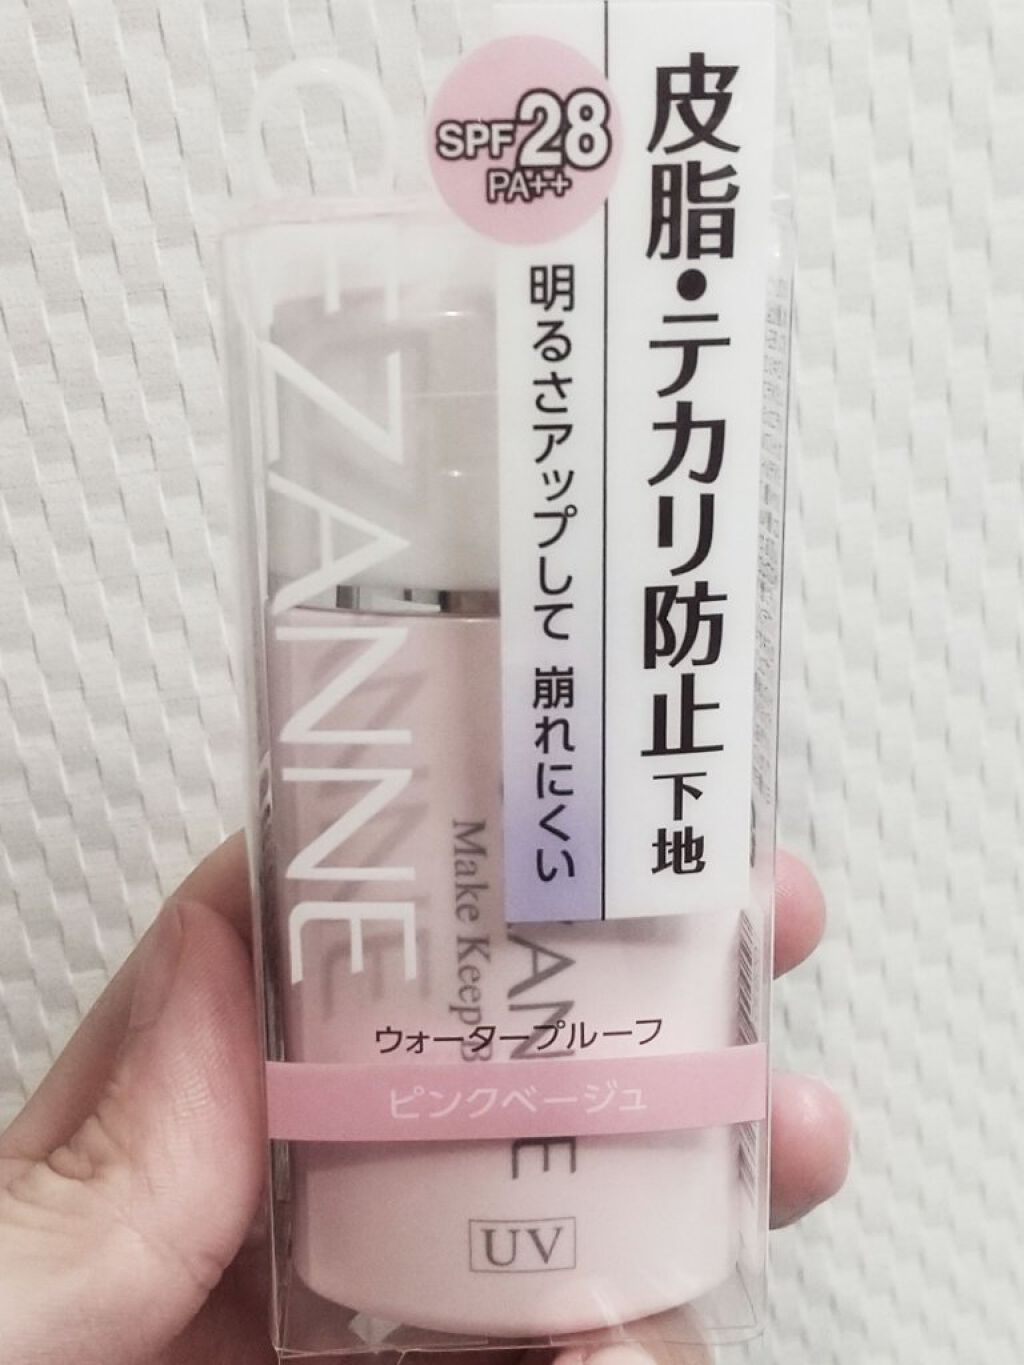 皮脂・テカリ防止下地
SPF28
PA++
明るさアップして 崩れにくい
CEZANNE
Make Keep B
ZANNE
ウォータープルーフ
ピンクベージュ
UV